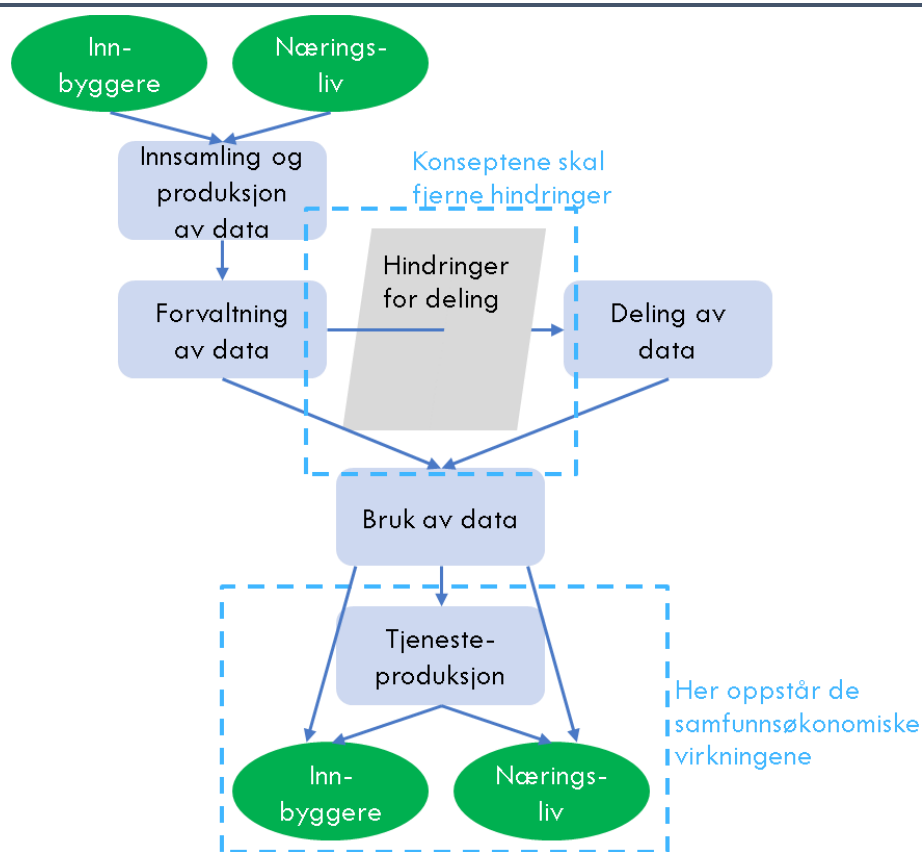 Inn-
byggere
Nærings-
liv
Innsamling og
produksjon
av data
Konseptene skal
fjerne hindringer
Hindringer
for deling
Forvaltning
av data
Deling av
data
Bruk av data
Tjeneste-
produksjon
Her oppstår de
samfunnsøkonomiske
virkningene
Inn-
byggere
Nærings-
liv